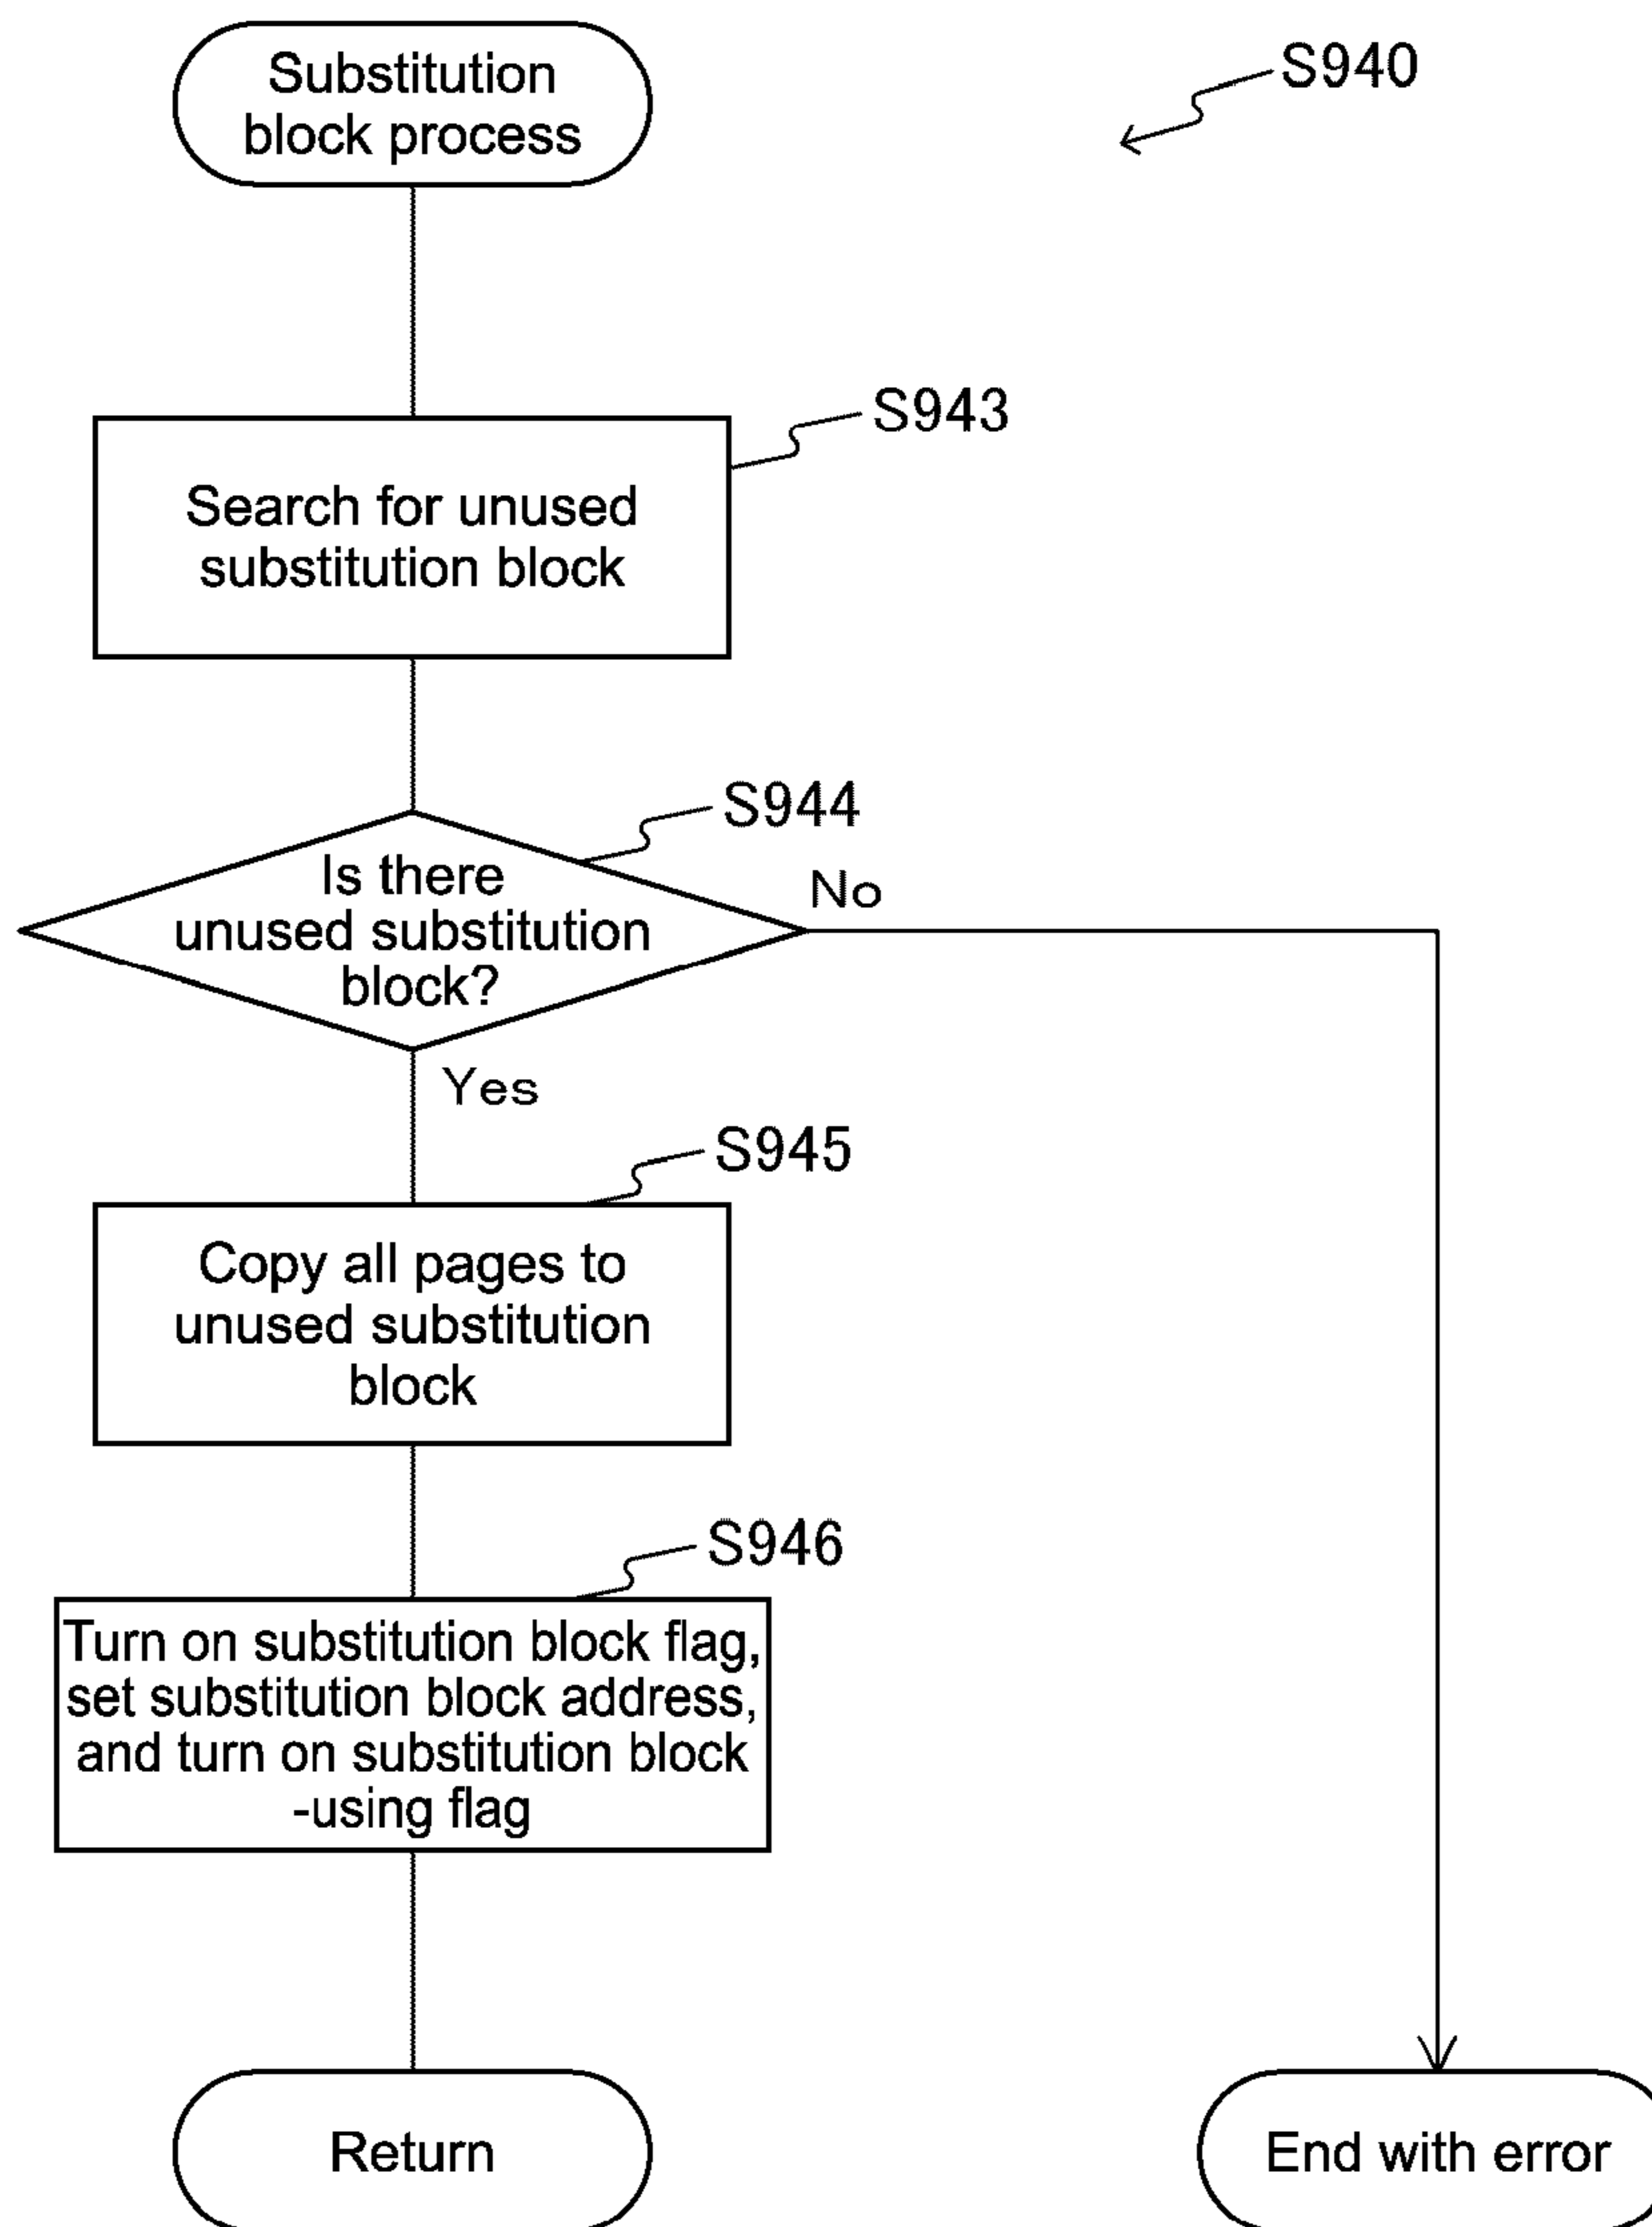 Substitution
block process
S940
S943
Search for unused
substitution block
S944
Is there
unused substitution
block?
No
Yes
S945
Copy all pages to
unused substitution
block
S946
Turn on substitution block flag,
set substitution block address,
and turn on substitution block
-using flag
Return
End with error